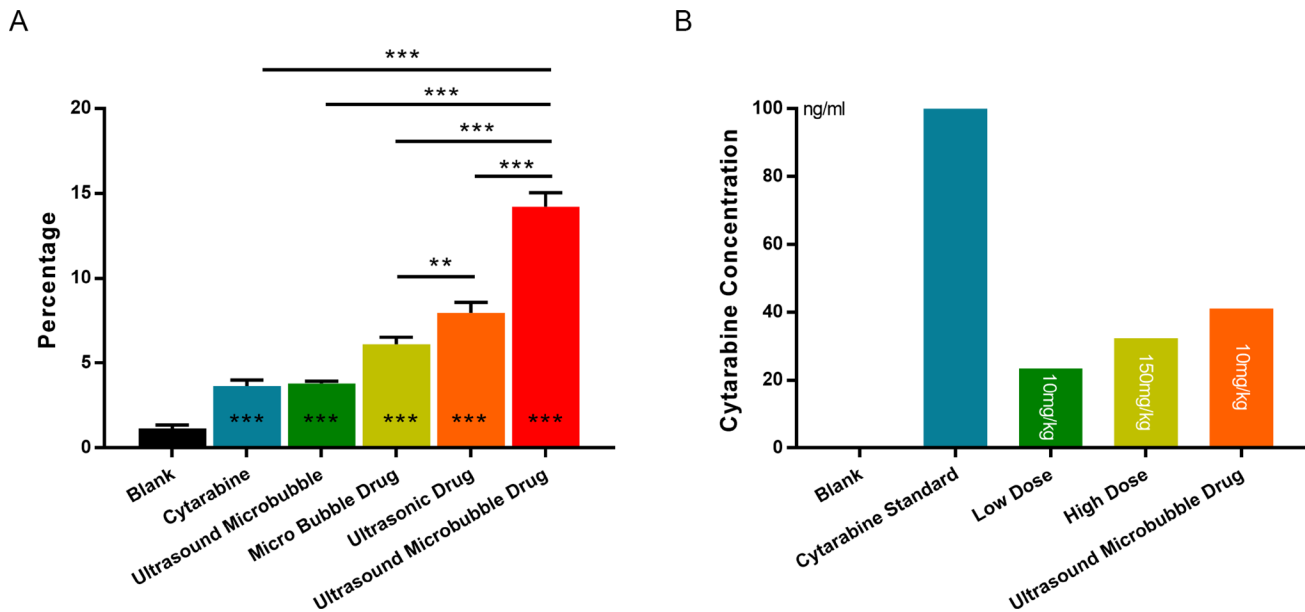 A
***
***
***
***
**
20
15
10
5
0
Percentage
***
***
***
***
***
Blank
Cytarabine
Ultrasound Microbubble
Micro Bubble Drug
Ultrasonic Drug
Ultrasound Microbubble Drug
B
ng/ml
100
80
60
40
20
0
Cytarabine Concentration
10mg/kg
150mg/kg
10mg/kg
Blank
Cytarabine Standard
Low Dose
High Dose
Ultrasound Microbubble Drug